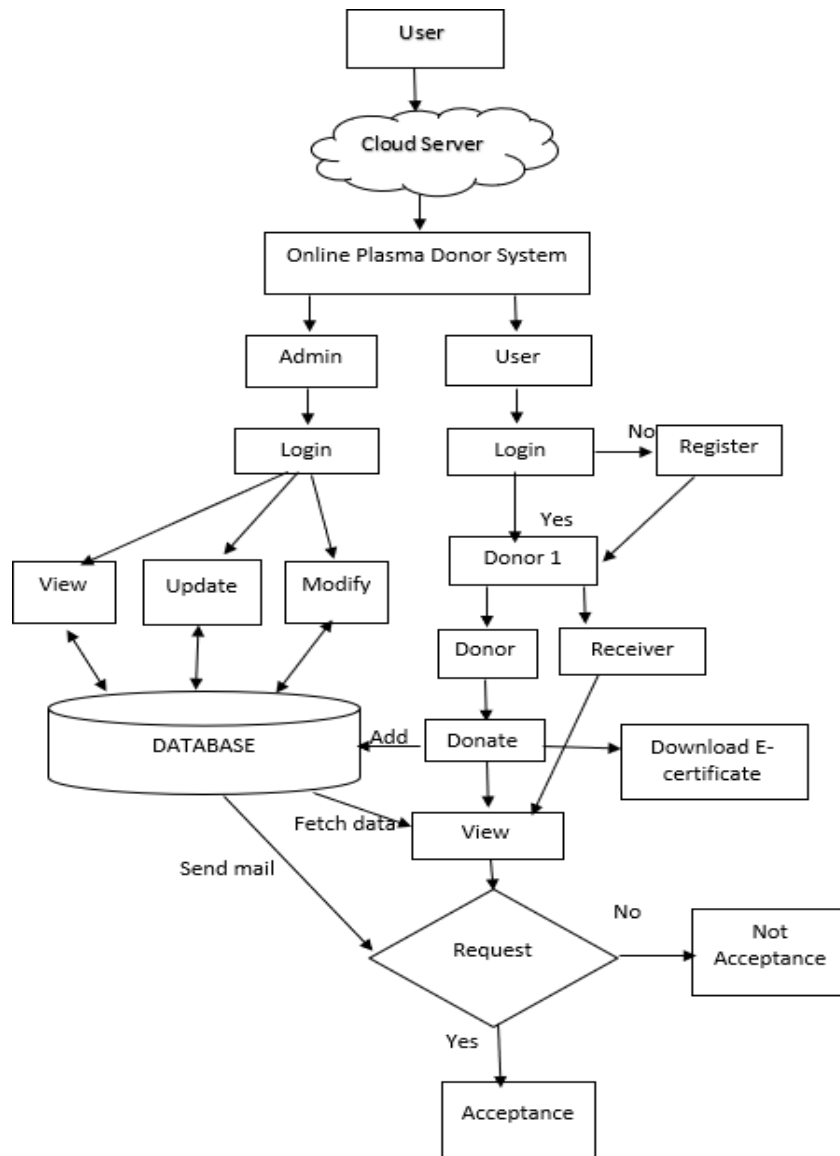 User
Cloud Server
Online Plasma Donor System
Admin
User
Login
Login
No
Register
Yes
Donor 1
View
Update
Modify
Donor
Receiver
DATABASE
Add
Donate
Download E-
certificate
Fetch data
View
Send mail
Request
No
Not
Acceptance
Yes
Acceptance